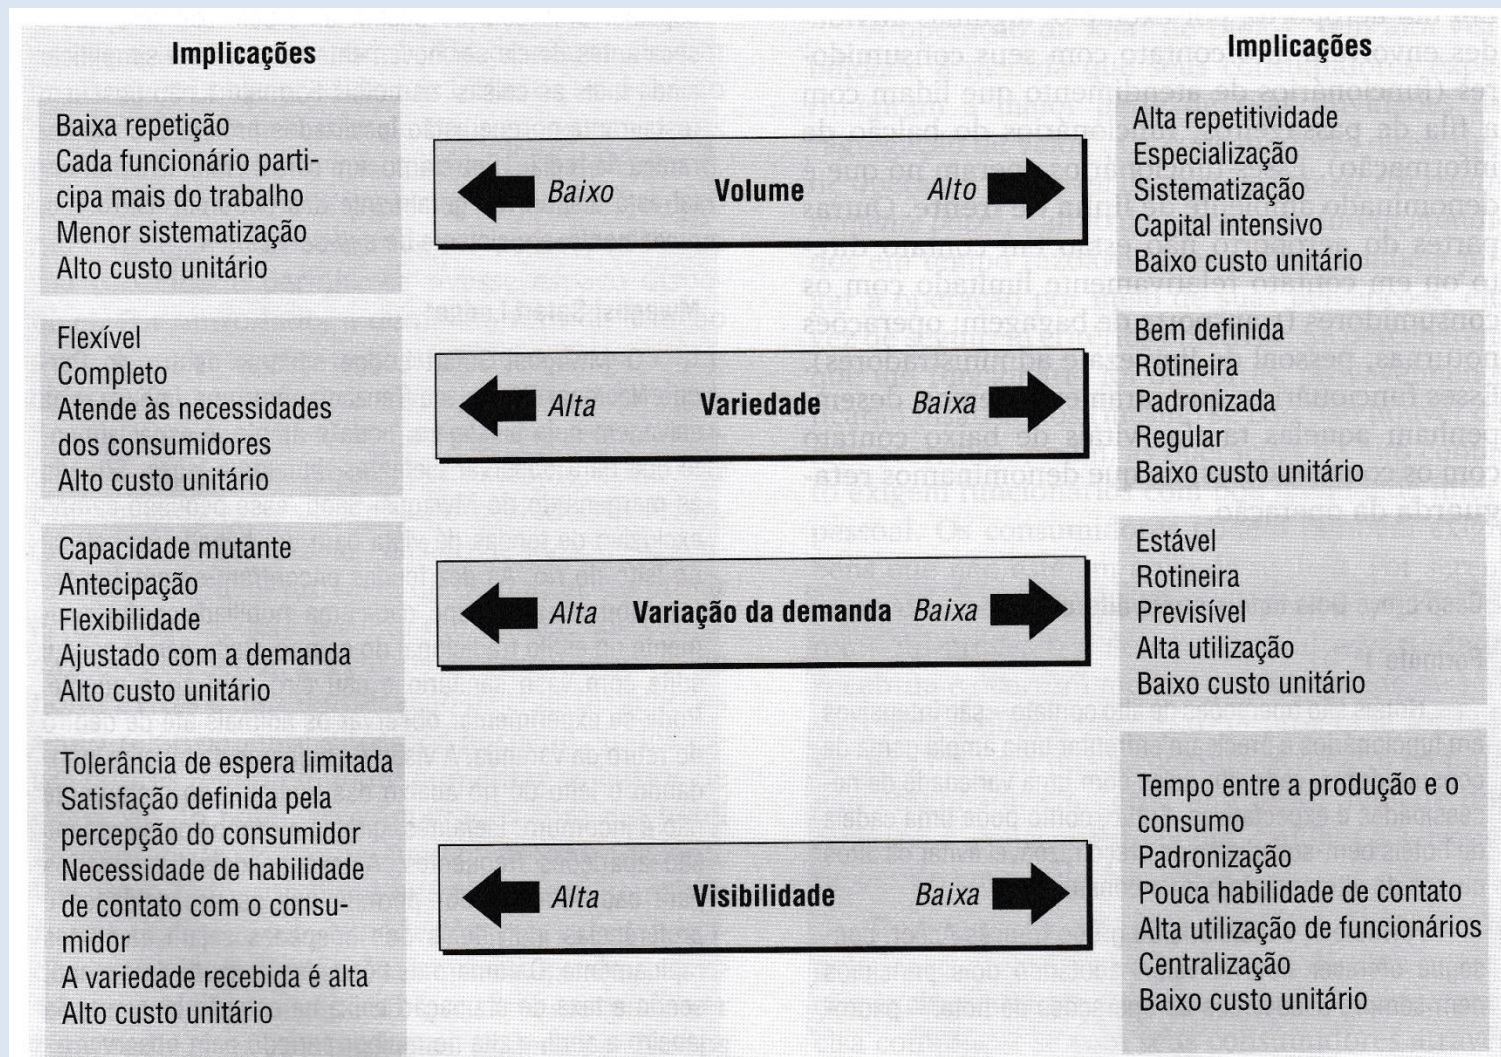 Implicações
Implicações
Baixa repetição
Cada funcionário parti-
cipa mais do trabalho
Menor sistematização
Alto custo unitário
Baixo Volume Alto
Alta repetitividade
Especialização
Sistematização
Capital intensivo
Baixo custo unitário
Flexível
Completo
Atende às necessidades
dos consumidores
Alto custo unitário
Alta Variedade Baixa
Bem definida
Rotineira
Padronizada
Regular
Baixo custo unitário
Capacidade mutante
Antecipação
Flexibilidade
Ajustado com a demanda
Alto custo unitário
Alta Variação da demanda Baixa
Estável
Rotineira
Previsível
Alta utilização
Baixo custo unitário
Tolerância de espera limitada
Satisfação definida pela
percepção do consumidor
Necessidade de habilidade
de contato com o consu-
midor
A variedade recebida é alta
Alto custo unitário
Alta Visibilidade Baixa
Tempo entre a produção e o
consumo
Padronização
Pouca habilidade de contato
Alta utilização de funcionários
Centralização
Baixo custo unitário